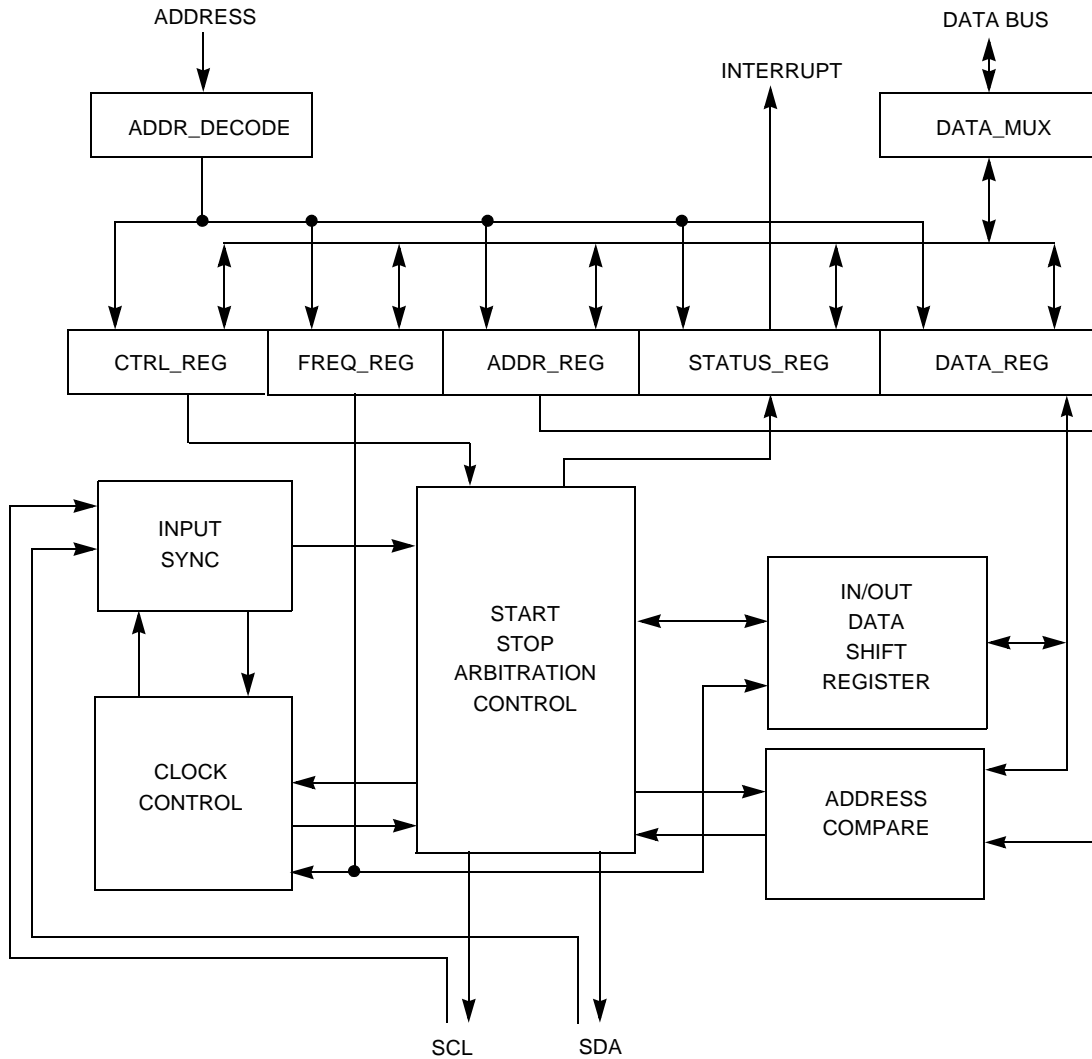 ADDRESS
DATA BUS
INTERRUPT
ADDR_DECODE
DATA_MUX
CTRL_REG
FREQ_REG
ADDR_REG
STATUS_REG
DATA_REG
INPUT
SYNC
START
STOP
ARBITRATION
CONTROL
IN/OUT
DATA
SHIFT
REGISTER
CLOCK
CONTROL
ADDRESS
COMPARE
SCL
SDA